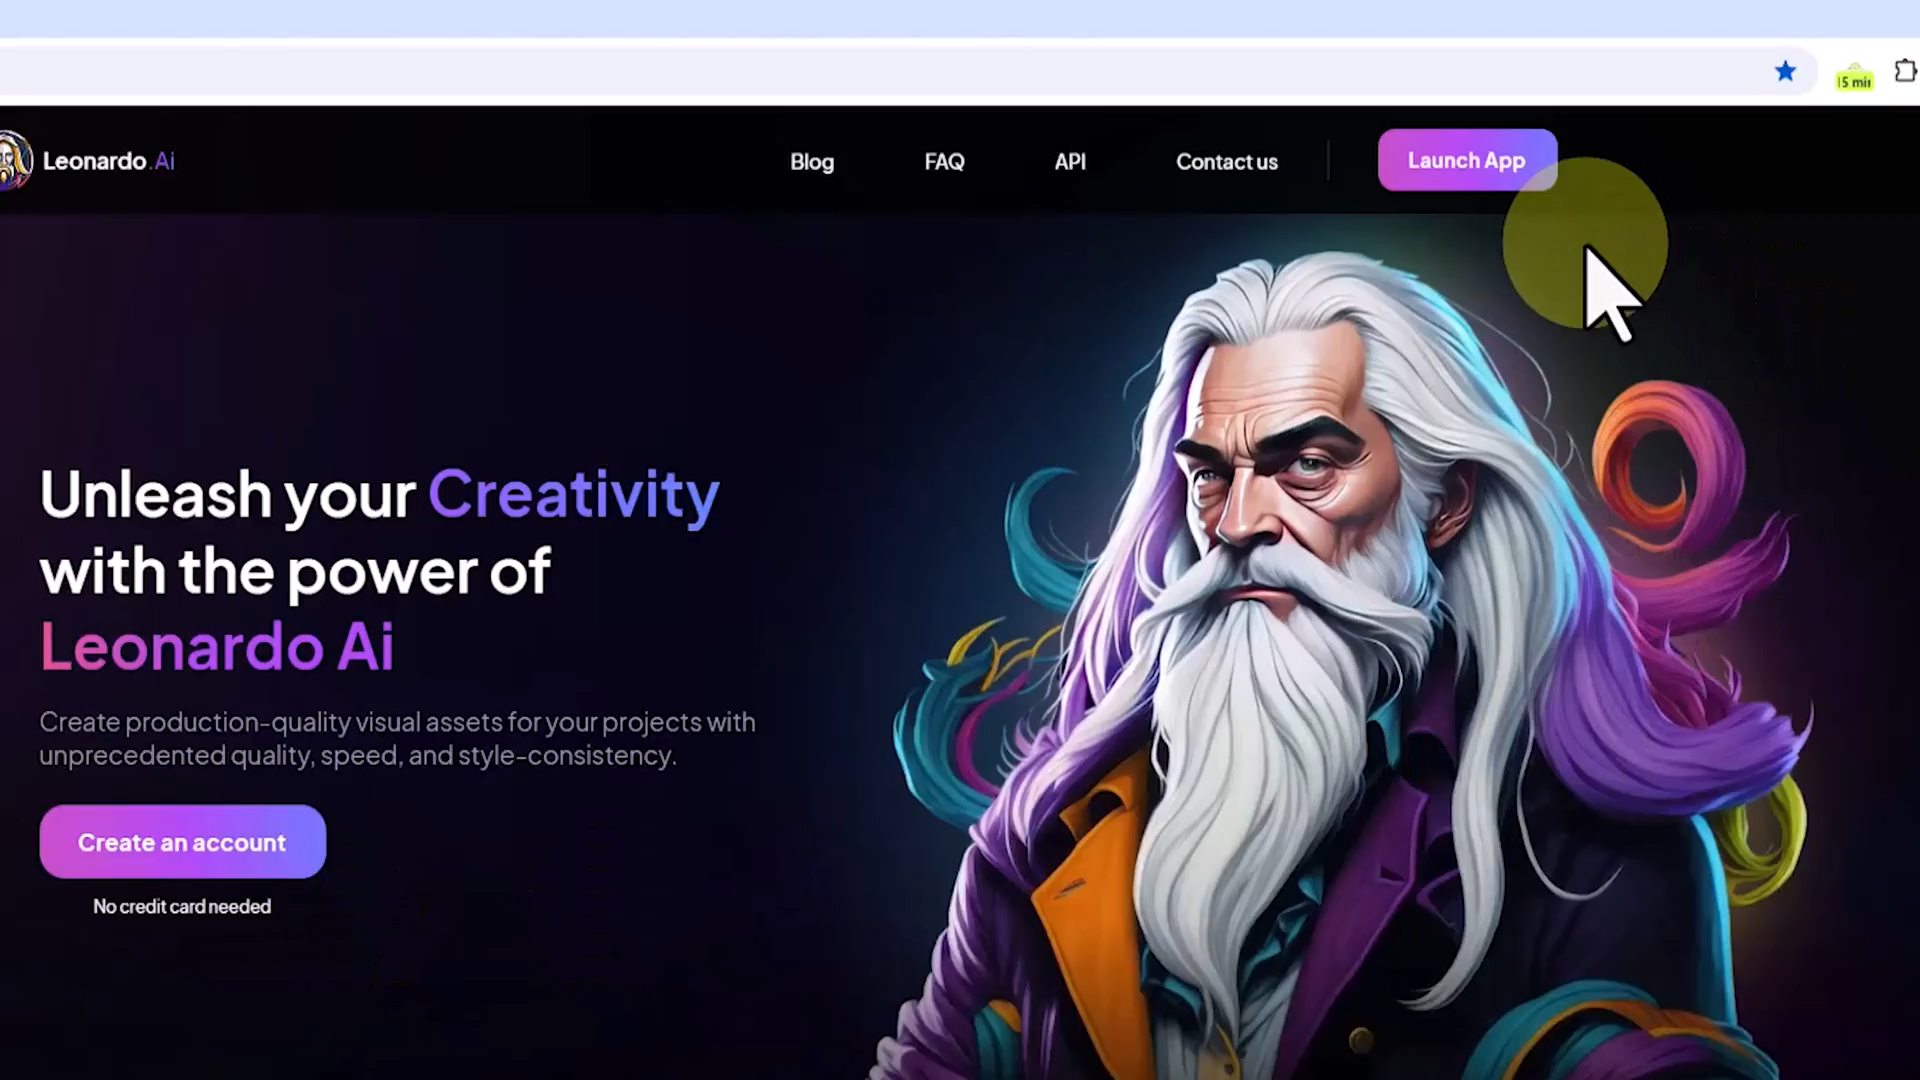 Leonardo.Ai
Blog
FAQ
API
Contact us
Launch App
Unleash your Creativity
with the power of
Leonardo Ai
Create production-quality visual assets for your projects with
unprecedented quality, speed, and style-consistency.
Create an account
No credit card needed